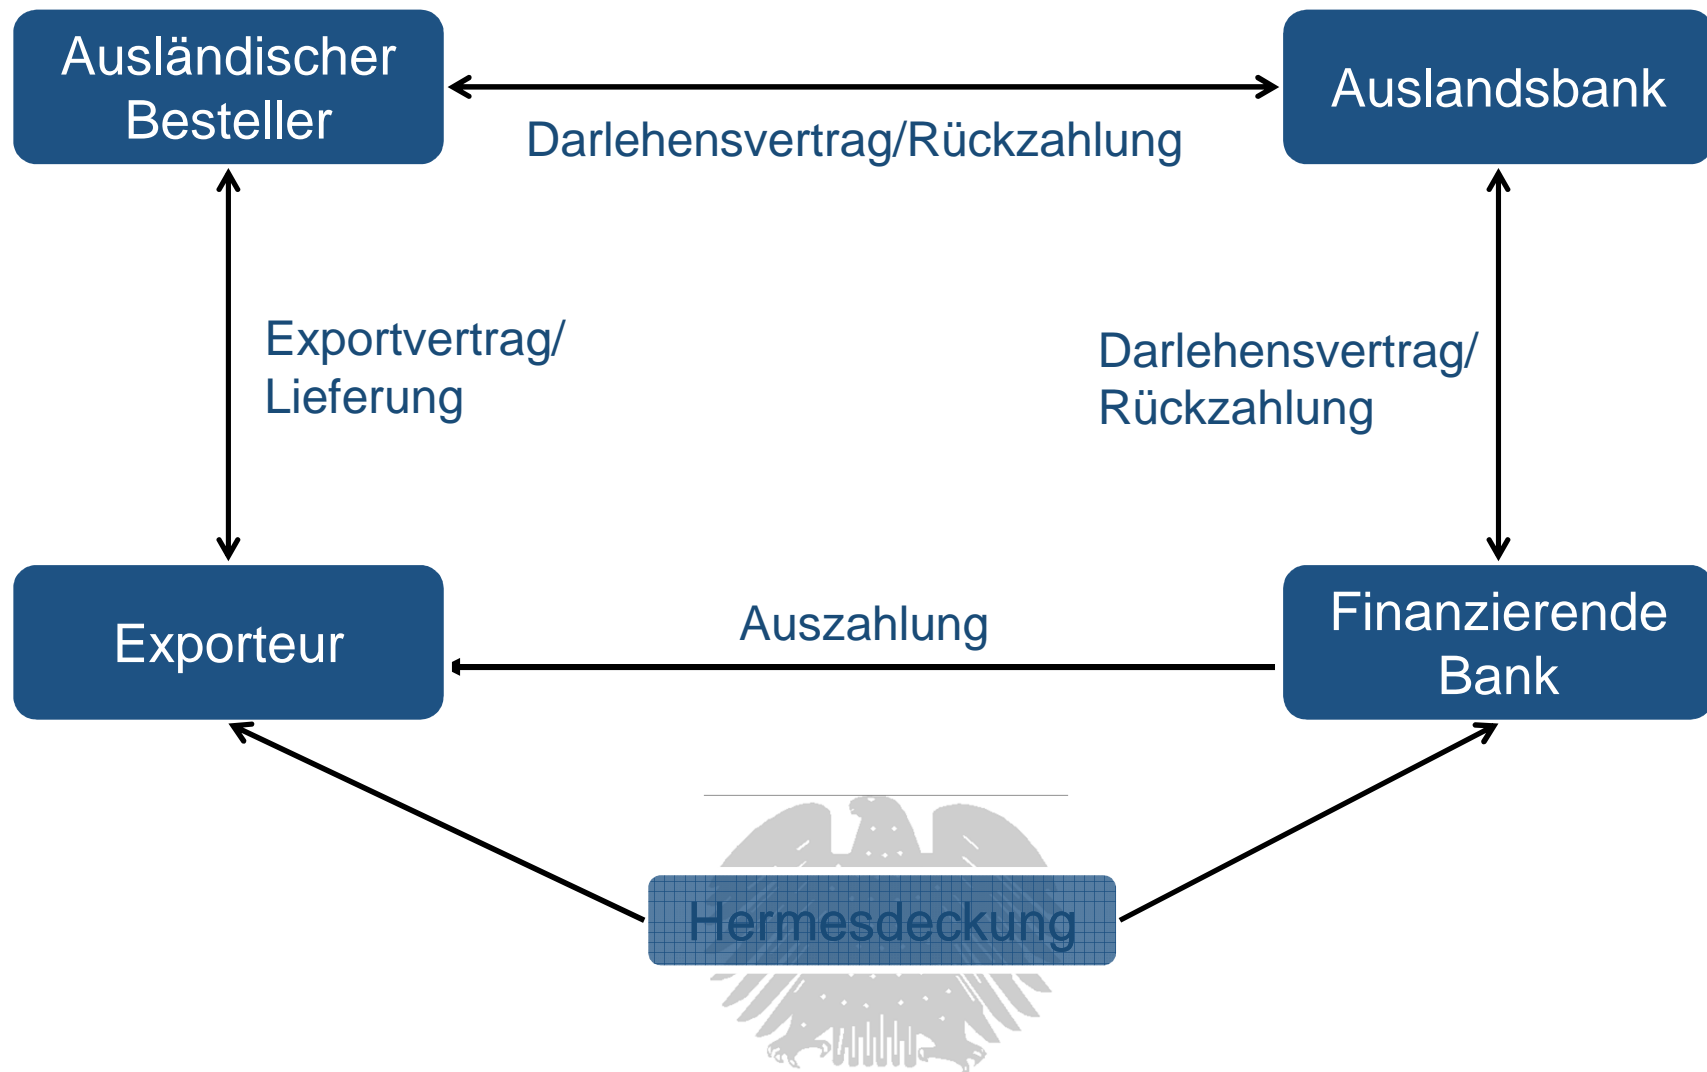 Ausländischer
Besteller
Auslandsbank
Darlehensvertrag/Rückzahlung
Exportvertrag/
Lieferung
Darlehensvertrag/
Rückzahlung
Exporteur
Auszahlung
Finanzierende
Bank
Hermesdeckung